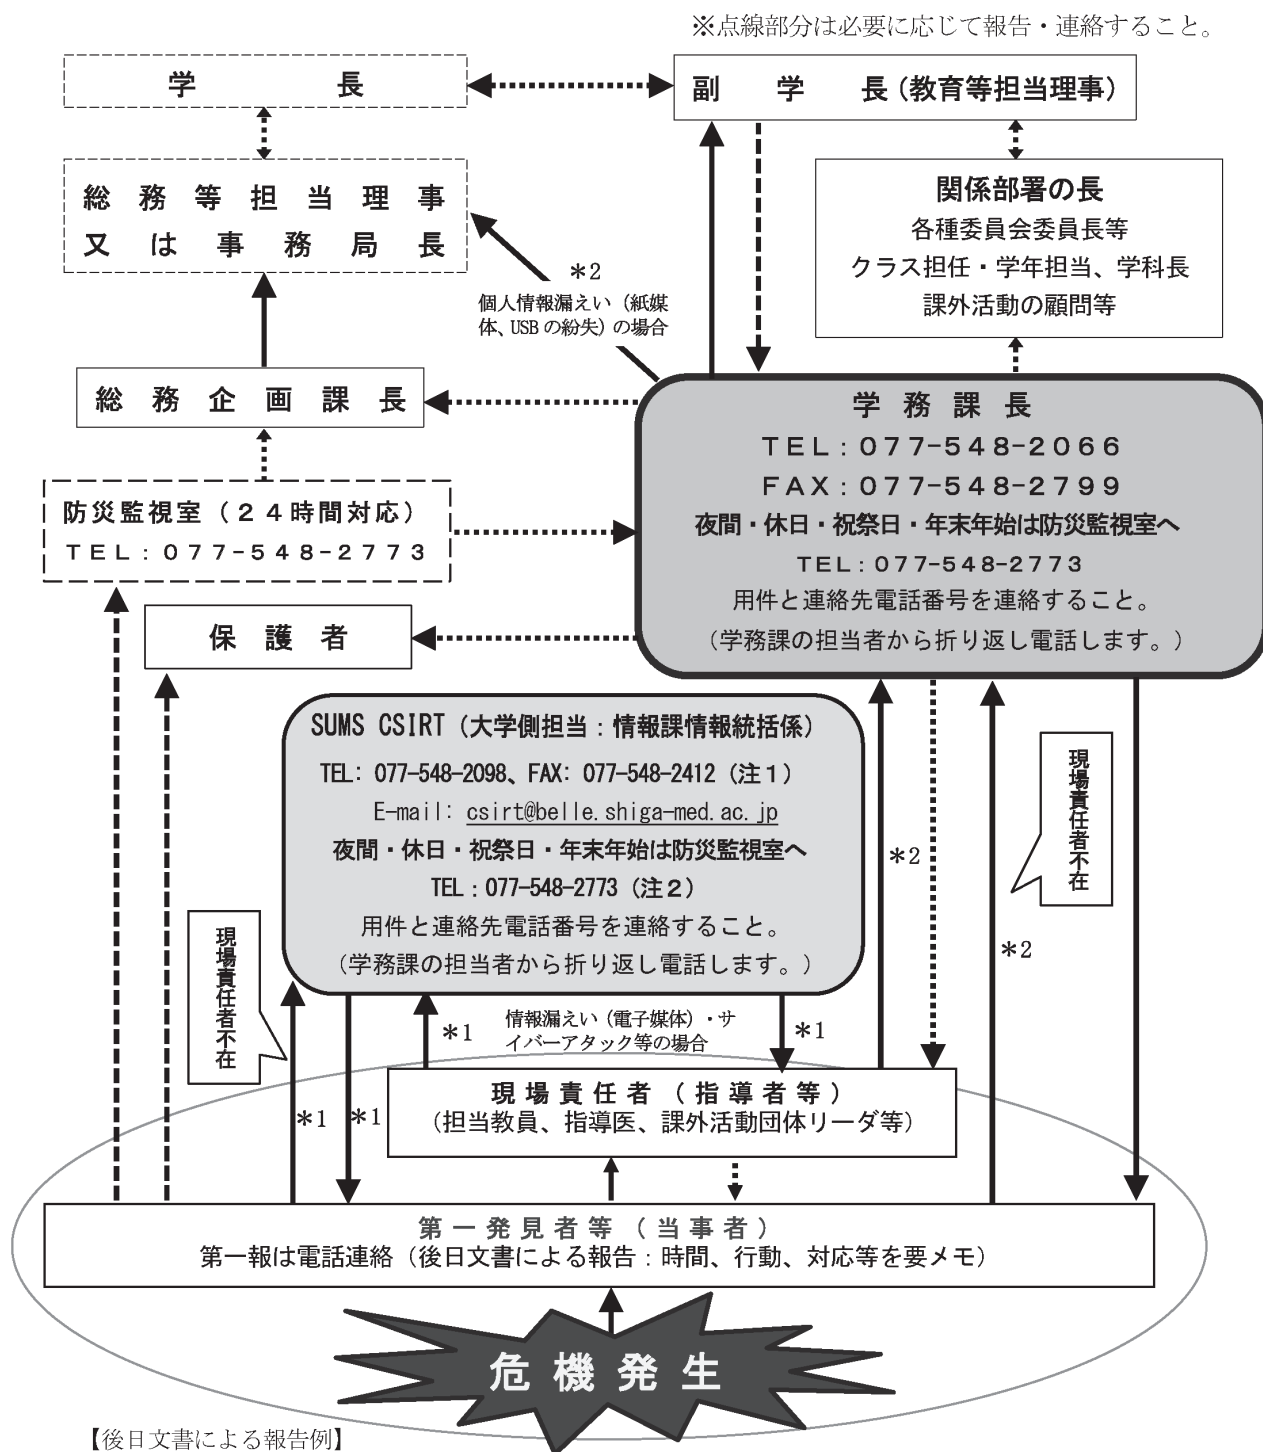 ※点線部分は必要に応じて報告・連絡すること。
学長
副学長（教育等担当理事）
総務等担当理事
又は事務局長
関係部署の長
各種委員会委員長等
クラス担任・学年担当、学科長
課外活動の顧問等
＊2
個人情報漏えい（紙媒
体、USBの紛失）の場合
総務企画課長
学務課長
TEL：077-548-2066
FAX：077-548-2799
夜間・休日・祝祭日・年末年始は防災監視室へ
TEL：077-548-2773
用件と連絡先電話番号を連絡すること。
（学務課の担当者から折り返し電話します。）
防災監視室（２４時間対応）
TEL：077-548-2773
保護者
SUMS CSIRT（大学側担当：情報課情報統括係）
TEL: 077-548-2098、FAX: 077-548-2412（注１）
E-mail: csirt@belle.shiga-med.ac.jp
夜間・休日・祝祭日・年末年始は防災監視室へ
TEL：077-548-2773（注２）
用件と連絡先電話番号を連絡すること。
（学務課の担当者から折り返し電話します。）
現場責任者不在
＊2
現場責任者不在
＊2
＊1
情報漏えい（電子媒体）・サ
イバーアタック等の場合
＊1
＊1
＊1
現場責任者（指導者等）
（担当教員、指導医、課外活動団体リーダ等）
第一発見者等（当事者）
第一報は電話連絡（後日文書による報告：時間、行動、対応等を要メモ）
危機発生
【後日文書による報告例】